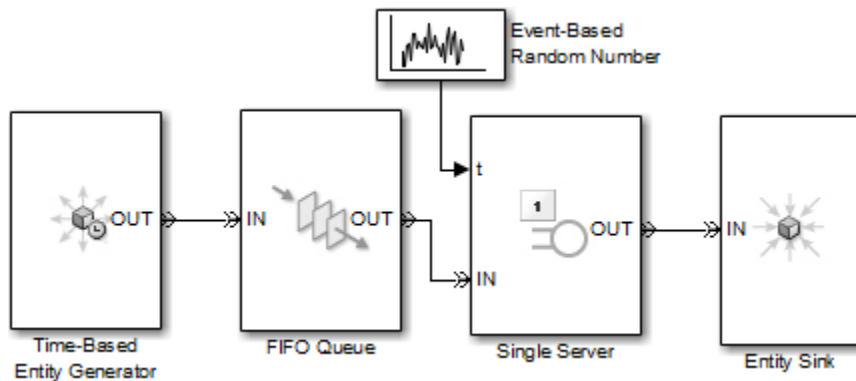 Event-Based
Random Number
t
1
OUT
IN
OUT
IN
OUT
IN
Time-Based
Entity Generator
FIFO Queue
Single Server
Entity Sink